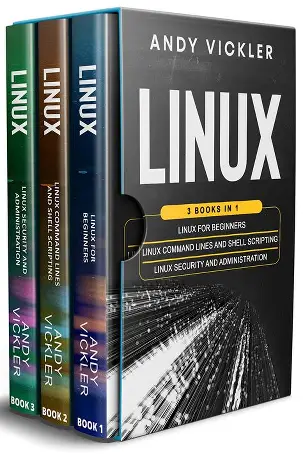 ANDY VICKLER
LINUX
3 BOOKS IN 1
LINUX FOR BEGINNERS
LINUX COMMAND LINES AND SHELL SCRIPTING
LINUX SECURITY AND ADMINISTRATION
LINUX
LINUX SECURITY AND
ADMINISTRATION
ANDY
VICKLER
BOOK 3
LINUX
LINUX COMMAND LINES
AND SHELL SCRIPTING
ANDY
VICKLER
BOOK 2
LINUX
LINUX FOR
BEGINNERS
ANDY
VICKLER
BOOK 1